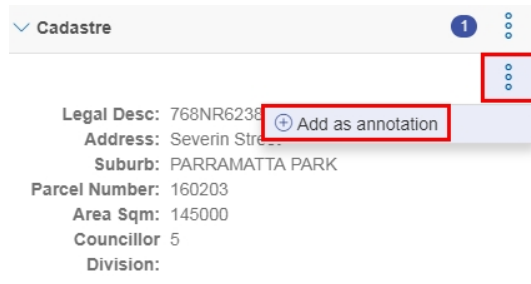 Cadastre 1
Legal Desc: 768NR6238
Add as annotation
Address: Severin Street
Suburb: PARRAMATTA PARK
Parcel Number: 160203
Area Sqm: 145000
Councillor 5
Division: